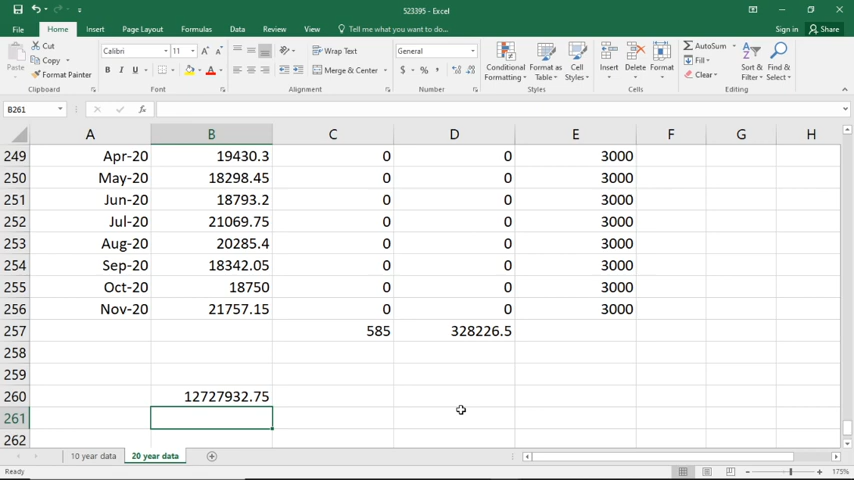 523395 - Excel
File Home Insert Page Layout Formulas Data Review View Tell me what you want to do... Sign in Share
Paste Cut Copy Format Painter Clipboard
Calibri 11 B I U A Font
Wrap Text Merge & Center Alignment
General $ % , Number
Conditional Formatting Format as Table Cell Styles Styles
Insert Delete Format Cells
AutoSum Fill Clear Sort & Filter Find & Select Editing
B261 fx
A B C D E F G H
249 Apr-20 19430.3 0 0 3000
250 May-20 18298.45 0 0 3000
251 Jun-20 18793.2 0 0 3000
252 Jul-20 21069.75 0 0 3000
253 Aug-20 20285.4 0 0 3000
254 Sep-20 18342.05 0 0 3000
255 Oct-20 18750 0 0 3000
256 Nov-20 21757.15 0 0 3000
257 585 328226.5
258
259
260 12727932.75
261
262
10 year data 20 year data
Ready 175%